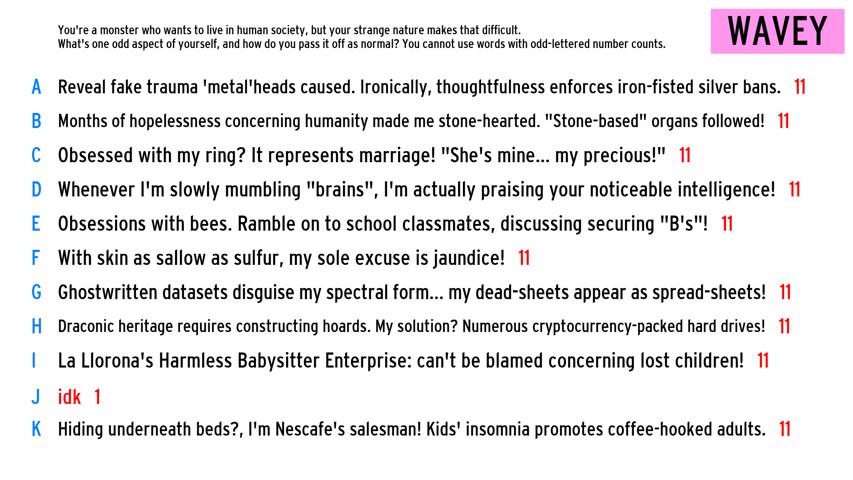 You're a monster who wants to live in human society, but your strange nature makes that difficult.
What's one odd aspect of yourself, and how do you pass it off as normal? You cannot use words with odd-lettered number counts.
WAVEY
A Reveal fake trauma 'metal'heads caused. Ironically, thoughtfulness enforces iron-fisted silver bans. 11
B Months of hopelessness concerning humanity made me stone-hearted. "Stone-based" organs followed! 11
C Obsessed with my ring? It represents marriage! "She's mine... my precious!" 11
D Whenever I'm slowly mumbling "brains", I'm actually praising your noticeable intelligence! 11
E Obsessions with bees. Ramble on to school classmates, discussing securing "B's"! 11
F With skin as sallow as sulfur, my sole excuse is jaundice! 11
G Ghostwritten datasets disguise my spectral form... my dead-sheets appear as spread-sheets! 11
H Draconic heritage requires constructing hoards. My solution? Numerous cryptocurrency-packed hard drives! 11
I La Llorona's Harmless Babysitter Enterprise: can't be blamed concerning lost children! 11
J idk 1
K Hiding underneath beds?, I'm Nescafe's salesman! Kids' insomnia promotes coffee-hooked adults. 11